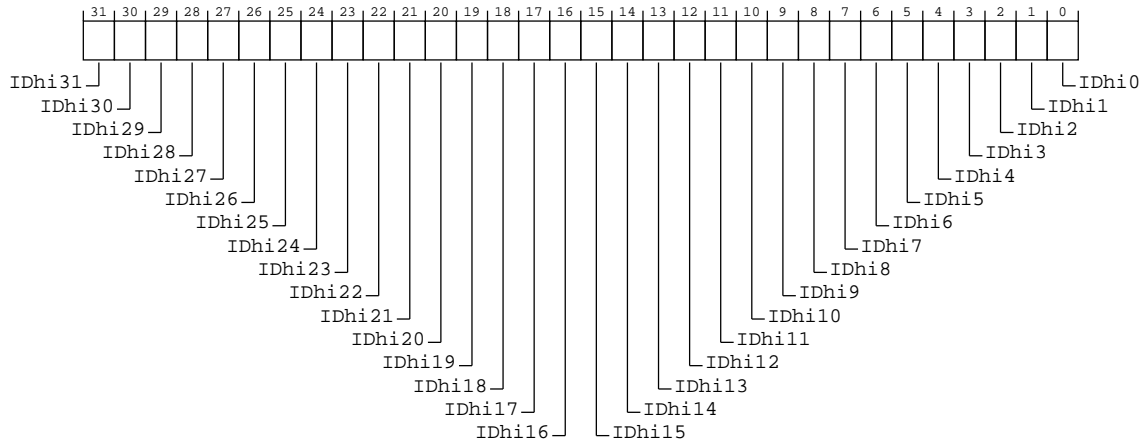 31 30 29 28 27 26 25 24 23 22 21 20 19 18 17 16 15 14 13 12 11 10 9 8 7 6 5 4 3 2 1 0
IDhi31 IDhi0
IDhi30 IDhi1
IDhi29 IDhi2
IDhi28 IDhi3
IDhi27 IDhi4
IDhi26 IDhi5
IDhi25 IDhi6
IDhi24 IDhi7
IDhi23 IDhi8
IDhi22 IDhi9
IDhi21 IDhi10
IDhi20 IDhi11
IDhi19 IDhi12
IDhi18 IDhi13
IDhi17 IDhi14
IDhi16 IDhi15